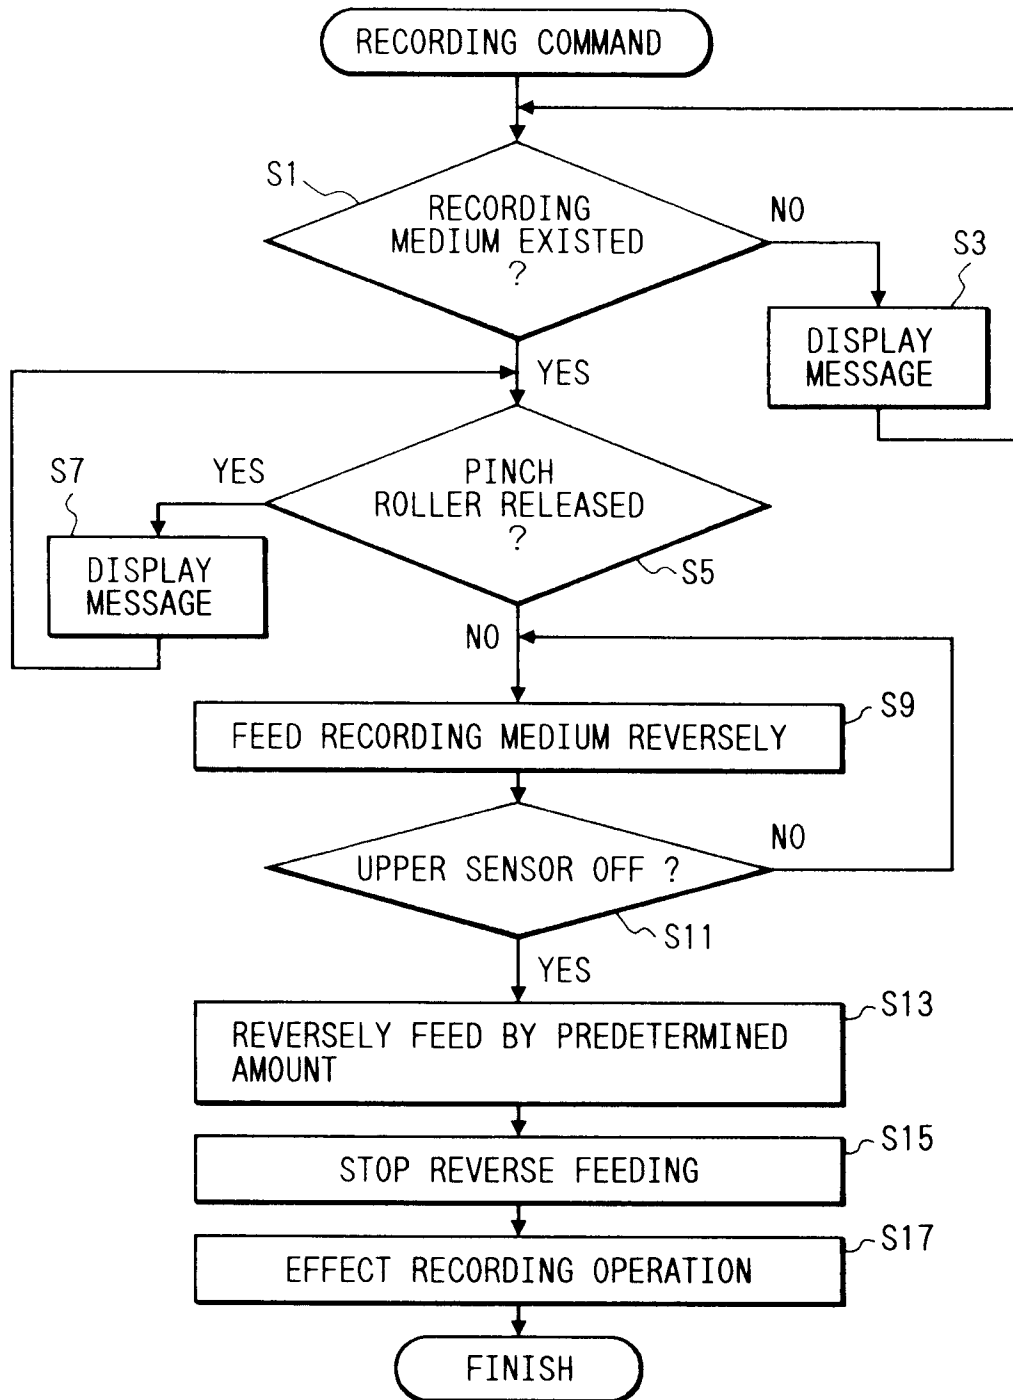 RECORDING COMMAND
S1
RECORDING
MEDIUM EXISTED
?
NO
S3
DISPLAY
MESSAGE
YES
S7
YES
PINCH
ROLLER RELEASED
?
S5
DISPLAY
MESSAGE
NO
S9
FEED RECORDING MEDIUM REVERSELY
NO
UPPER SENSOR OFF ?
S11
YES
S13
REVERSELY FEED BY PREDETERMINED
AMOUNT
S15
STOP REVERSE FEEDING
S17
EFFECT RECORDING OPERATION
FINISH